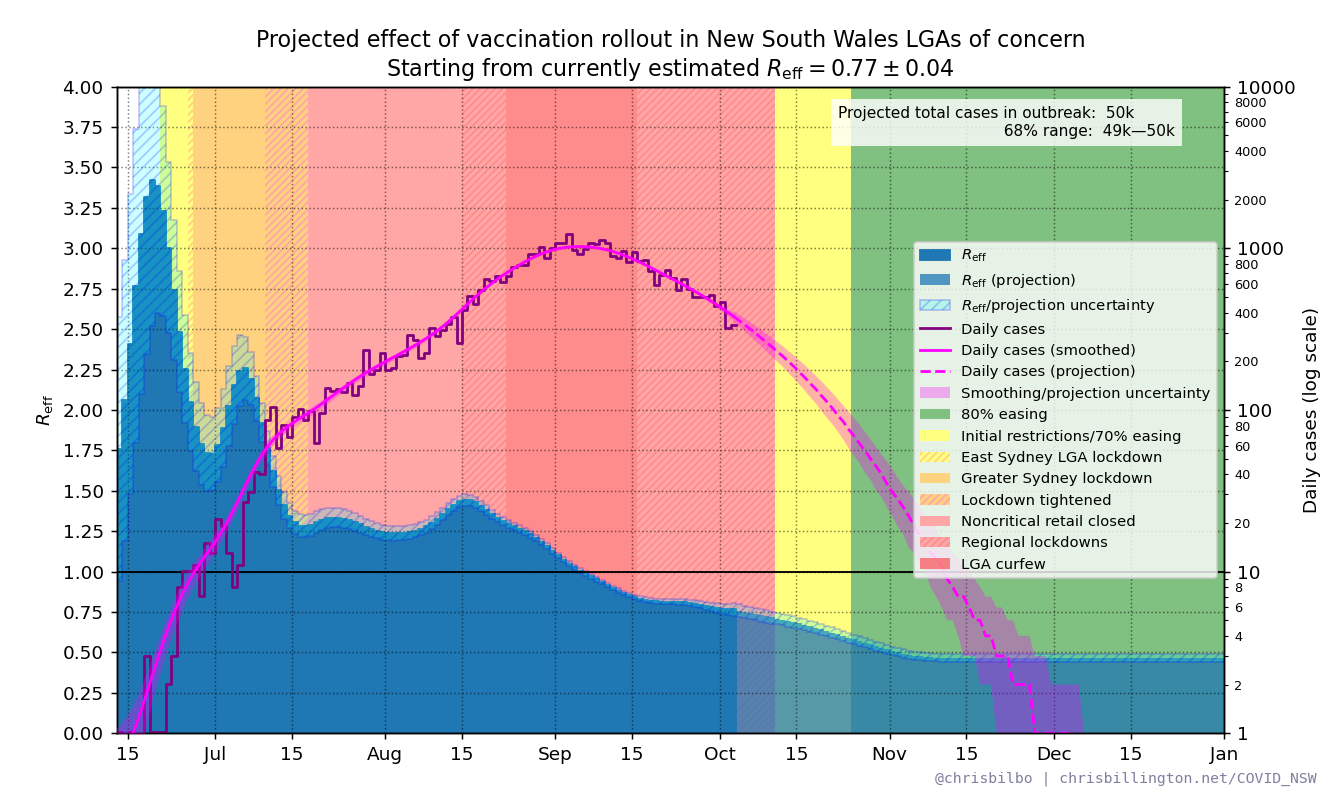 Projected effect of vaccination rollout in New South Wales LGAs of concern
Starting from currently estimated Reff = 0.77 ± 0.04
Projected total cases in outbreak: 50k
68% range: 49k—50k
Reff
4.00
3.75
3.50
3.25
3.00
2.75
2.50
2.25
2.00
1.75
1.50
1.25
1.00
0.75
0.50
0.25
0.00
10000
8000
6000
4000
2000
1000
800
600
400
200
100
80
60
40
20
10
8
6
4
2
1
Daily cases (log scale)
Reff
Reff (projection)
Reff/projection uncertainty
Daily cases
Daily cases (smoothed)
Daily cases (projection)
Smoothing/projection uncertainty
80% easing
Initial restrictions/70% easing
East Sydney LGA lockdown
Greater Sydney lockdown
Lockdown tightened
Noncritical retail closed
Regional lockdowns
LGA curfew
15 Jul 15 Aug 15 Sep 15 Oct 15 Nov 15 Dec 15 Jan
@chrisbilbo | chrisbillington.net/COVID_NSW